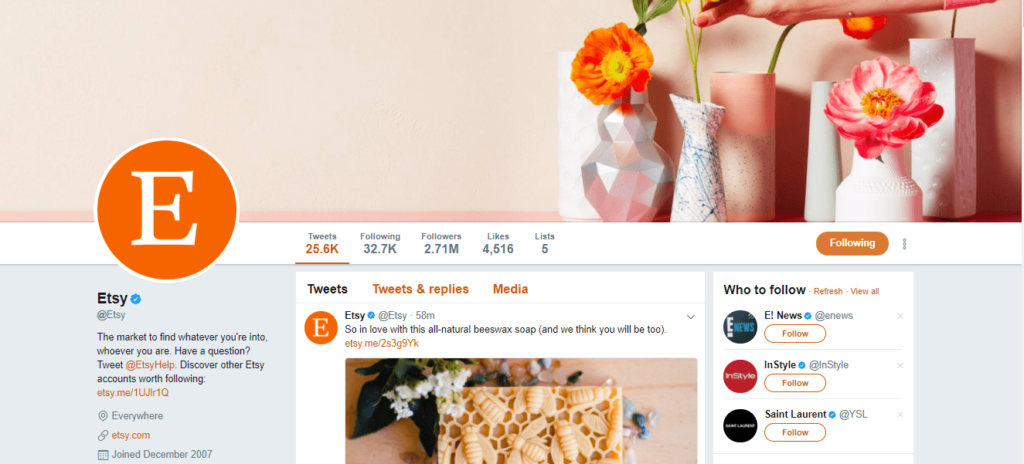 E
Tweets
25.6K
Following
32.7K
Followers
2.71M
Likes
4,516
Lists
5
Following
Etsy
@Etsy
The market to find whatever you're into,
whoever you are. Have a question?
Tweet @EtsyHelp. Discover other Etsy
accounts worth following:
etsy.me/1UJlr1Q
Everywhere
etsy.com
Joined December 2007
Tweets Tweets & replies Media
E
Etsy @Etsy · 58m
So in love with this all-natural beeswax soap (and we think you will be too).
etsy.me/2s3g9Yk
Who to follow · Refresh · View all
E NEWS
E! News @enews
Follow
InStyle
InStyle @InStyle
Follow
SAINT LAURENT
Saint Laurent @YSL
Follow